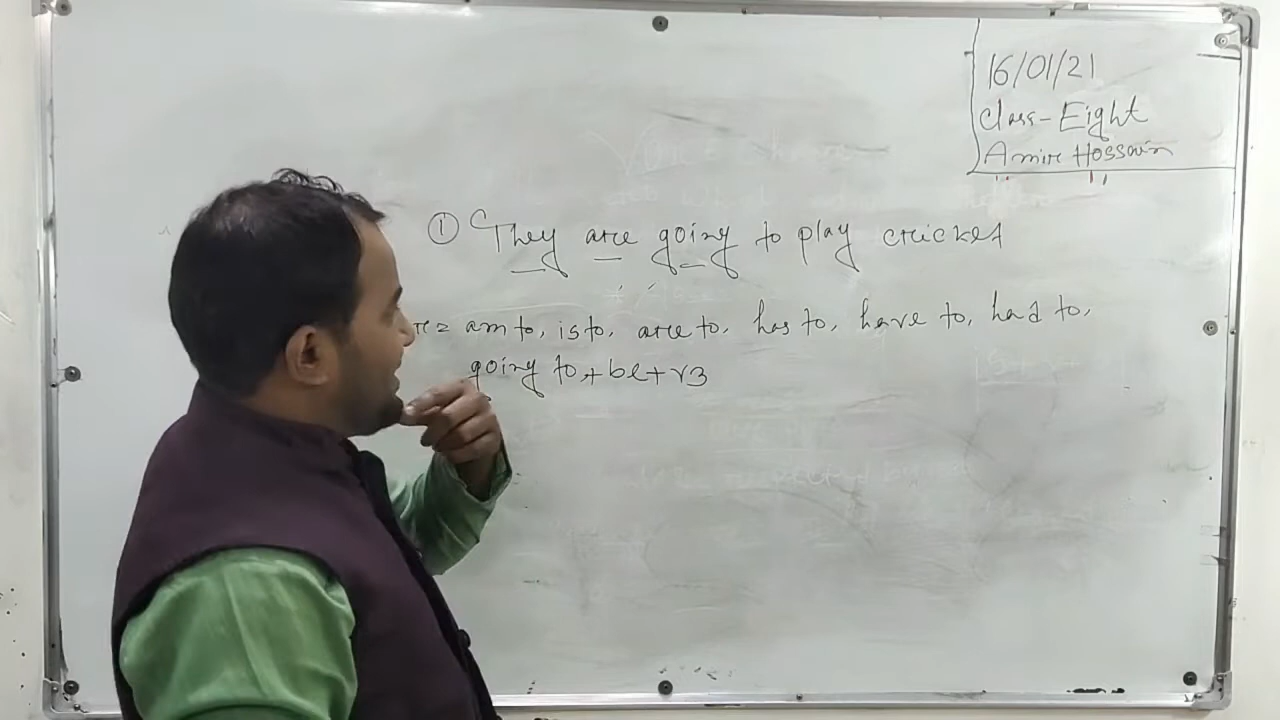 16/01/21
Class-Eight
Amir Hossain
① They are going to play cricket
= am to, is to, are to, has to, have to, had to,
going to, + be + v3